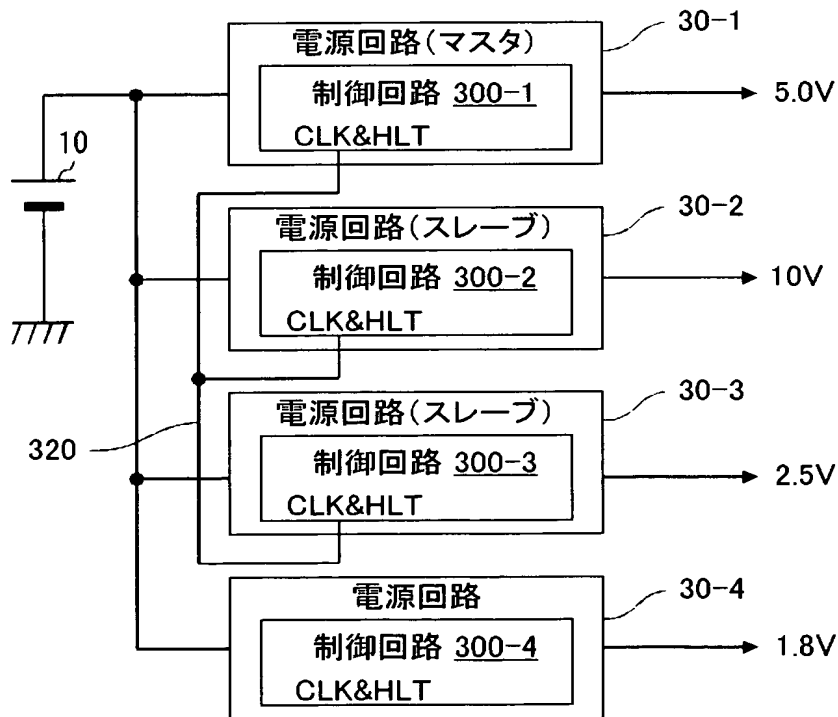 電源回路(マスタ)
30-1
制御回路 300-1
5.0V
CLK&HLT
10
電源回路(スレーブ)
30-2
制御回路 300-2
10V
CLK&HLT
電源回路(スレーブ)
30-3
320
制御回路 300-3
2.5V
CLK&HLT
電源回路
30-4
制御回路 300-4
1.8V
CLK&HLT